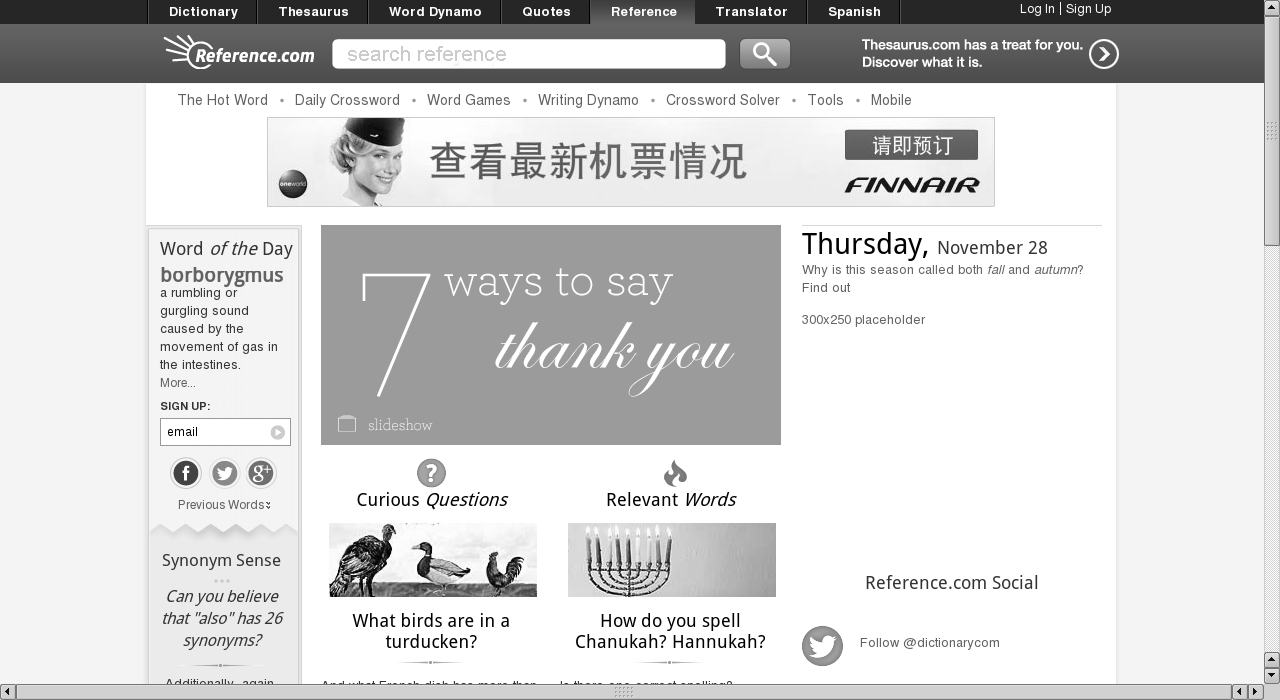 Dictionary Thesaurus Word Dynamo Quotes Reference Translator Spanish Log In | Sign Up
Reference.com search reference Thesaurus.com has a treat for you.
Discover what it is.
The Hot Word • Daily Crossword • Word Games • Writing Dynamo • Crossword Solver • Tools • Mobile
oneworld
查看最新机票情况
请即预订
FINNAIR
Word of the Day
borborygmus
a rumbling or
gurgling sound
caused by the
movement of gas in
the intestines.
More...
SIGN UP:
email
Previous Words
Synonym Sense
Can you believe
that "also" has 26
synonyms?
Additionally, again,
7 ways to say
thank you
slideshow
Curious Questions
What birds are in a
turducken?
And what French dish has more than
Relevant Words
How do you spell
Chanukah? Hannukah?
Is there one correct spelling?
Thursday, November 28
Why is this season called both fall and autumn?
Find out
300x250 placeholder
Reference.com Social
Follow @dictionarycom